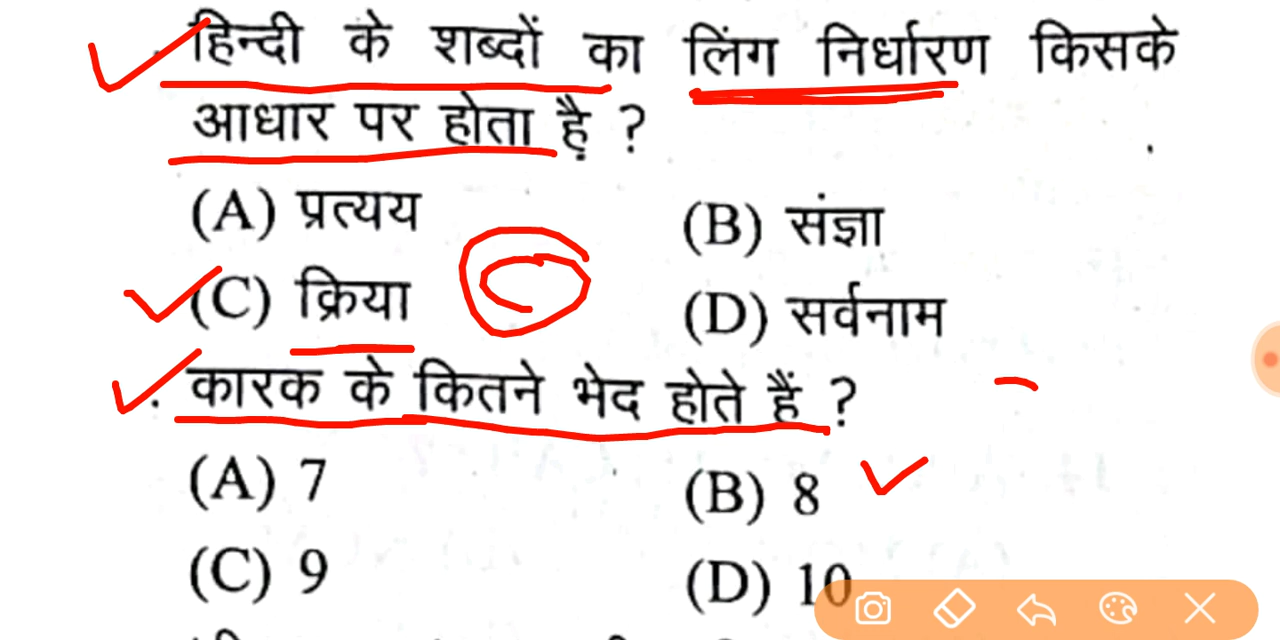 हिन्दी के शब्दों का लिंग निर्धारण किसके
आधार पर होता है ?
(A) प्रत्यय (B) संज्ञा
(C) क्रिया (D) सर्वनाम
कारक के कितने भेद होते हैं ?
(A) 7 (B) 8
(C) 9 (D) 10